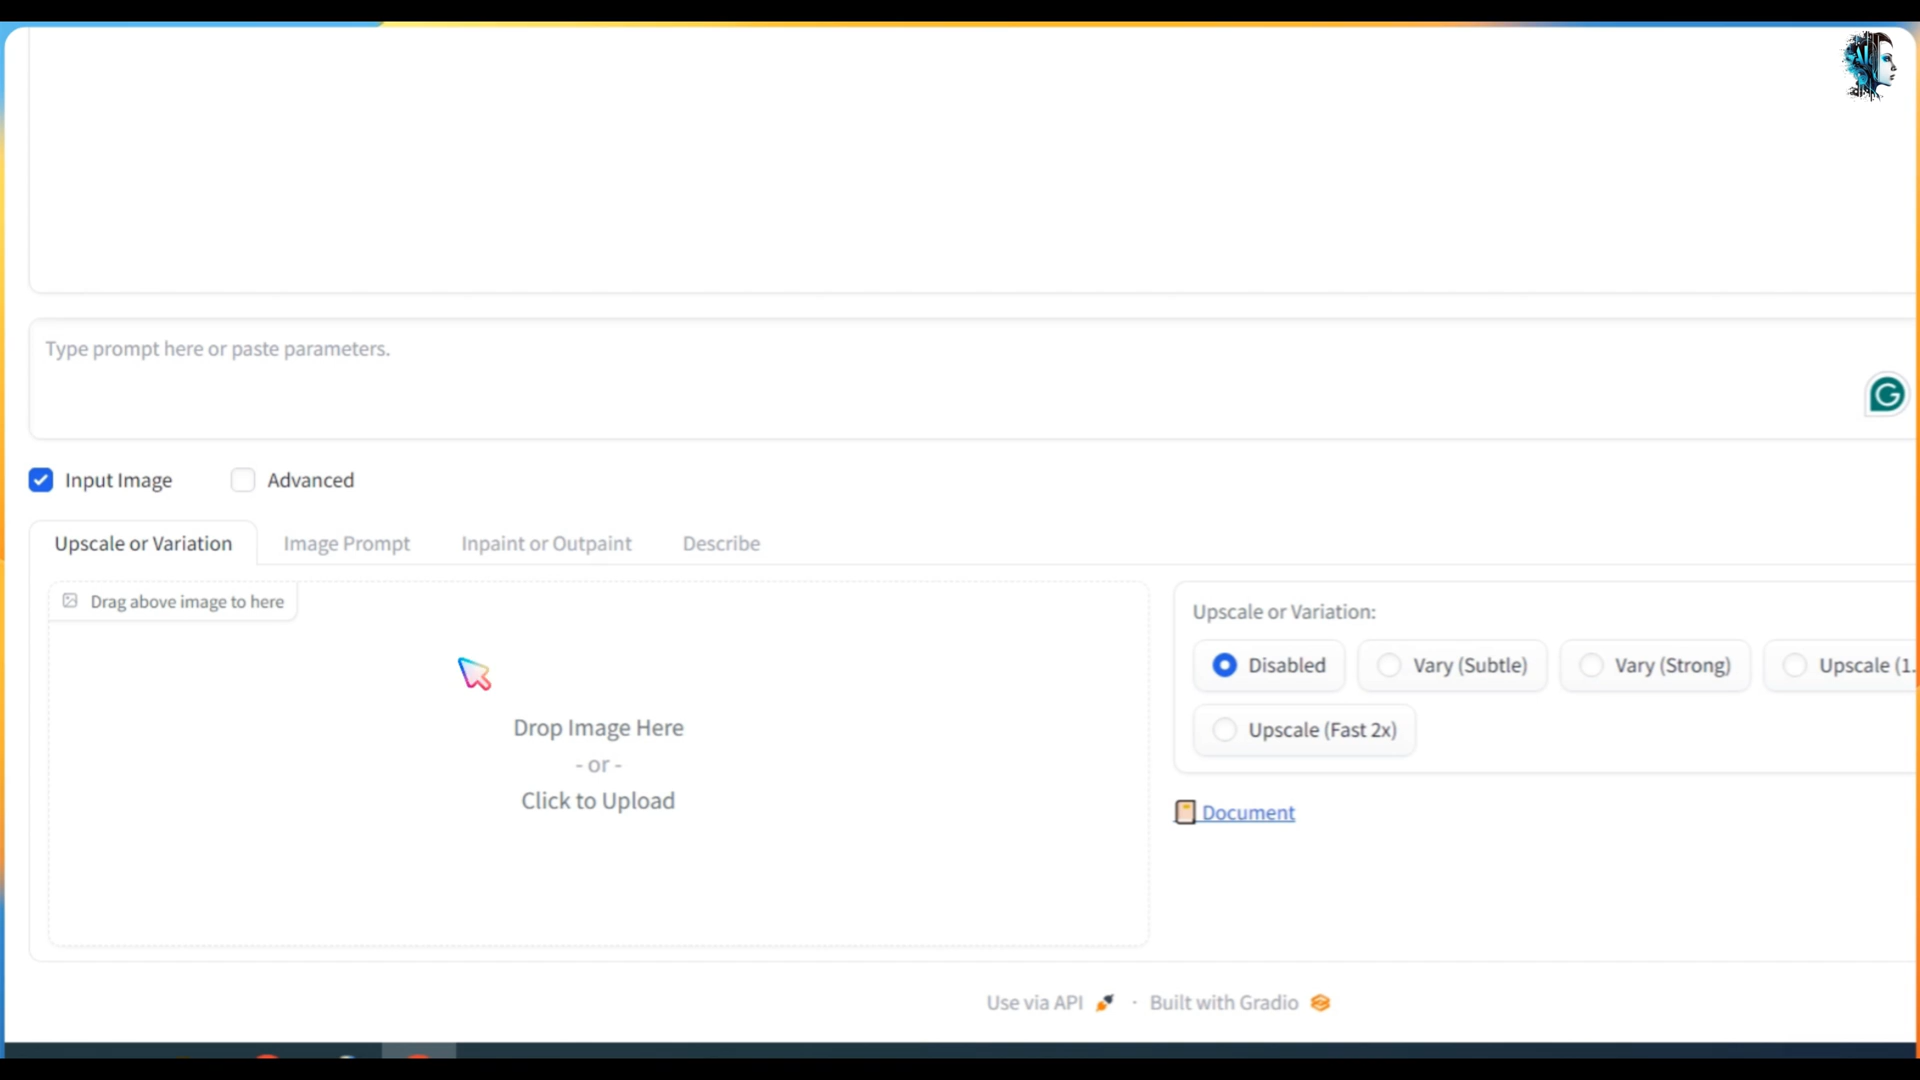 Type prompt here or paste parameters.
Input Image
Advanced
Upscale or Variation
Image Prompt
Inpaint or Outpaint
Describe
Drag above image to here
Drop Image Here
- or -
Click to Upload
Upscale or Variation:
Disabled
Vary (Subtle)
Vary (Strong)
Upscale (1.
Upscale (Fast 2x)
Document
Use via API
· Built with Gradio